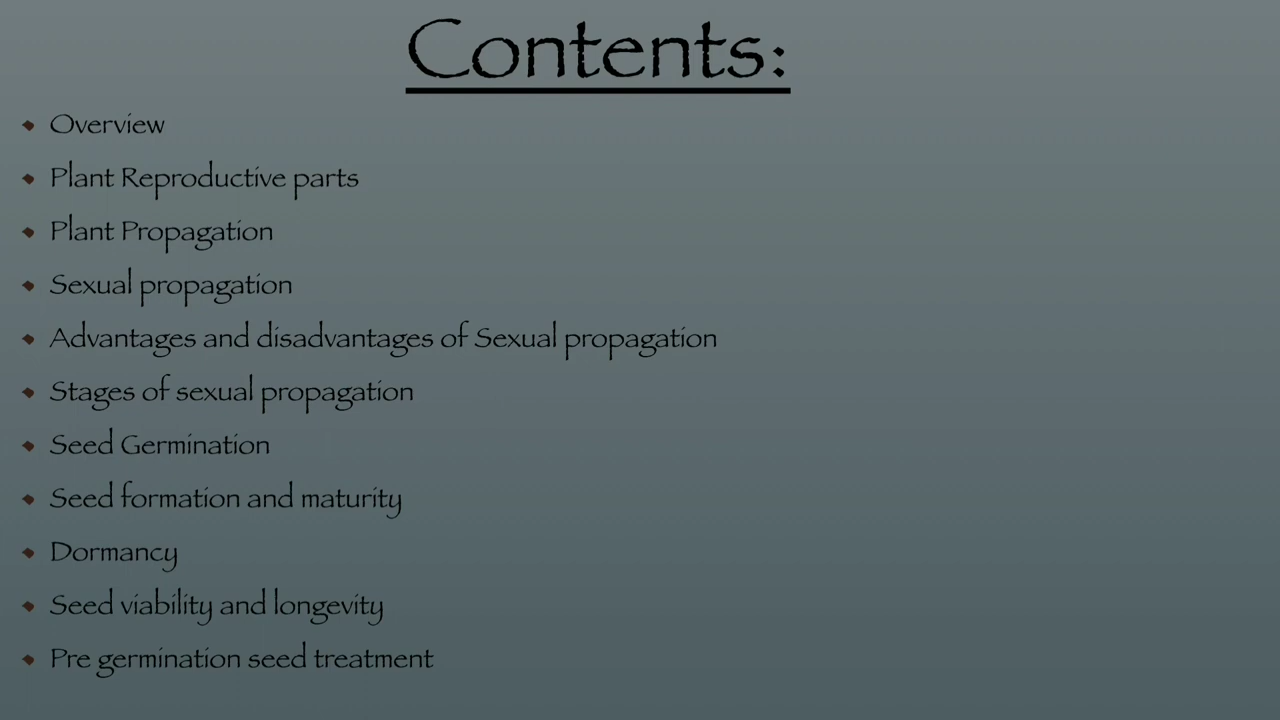 Contents:
Overview
Plant Reproductive parts
Plant Propagation
Sexual propagation
Advantages and disadvantages of Sexual propagation
Stages of sexual propagation
Seed Germination
Seed formation and maturity
Dormancy
Seed viability and longevity
Pre germination seed treatment